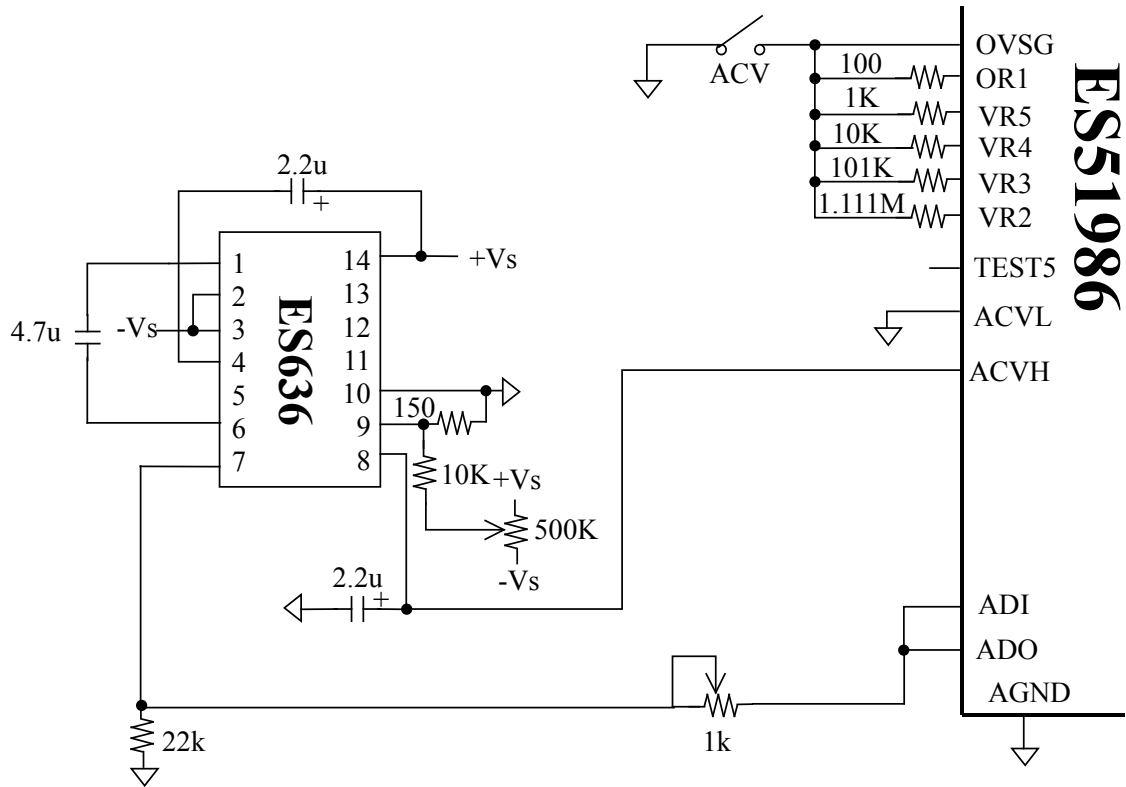 OVSG
ACV
100
OR1
1K
VR5
10K
VR4
101K
VR3
1.111M
VR2
TEST5
ACVL
ACVH
ADI
ADO
AGND
ES51986
2.2u
+
+Vs
4.7u
-Vs
1
2
3
4
5
6
7
ES636
14
13
12
11
10
9
8
150
10K
+Vs
500K
-Vs
2.2u
+
22k
1k